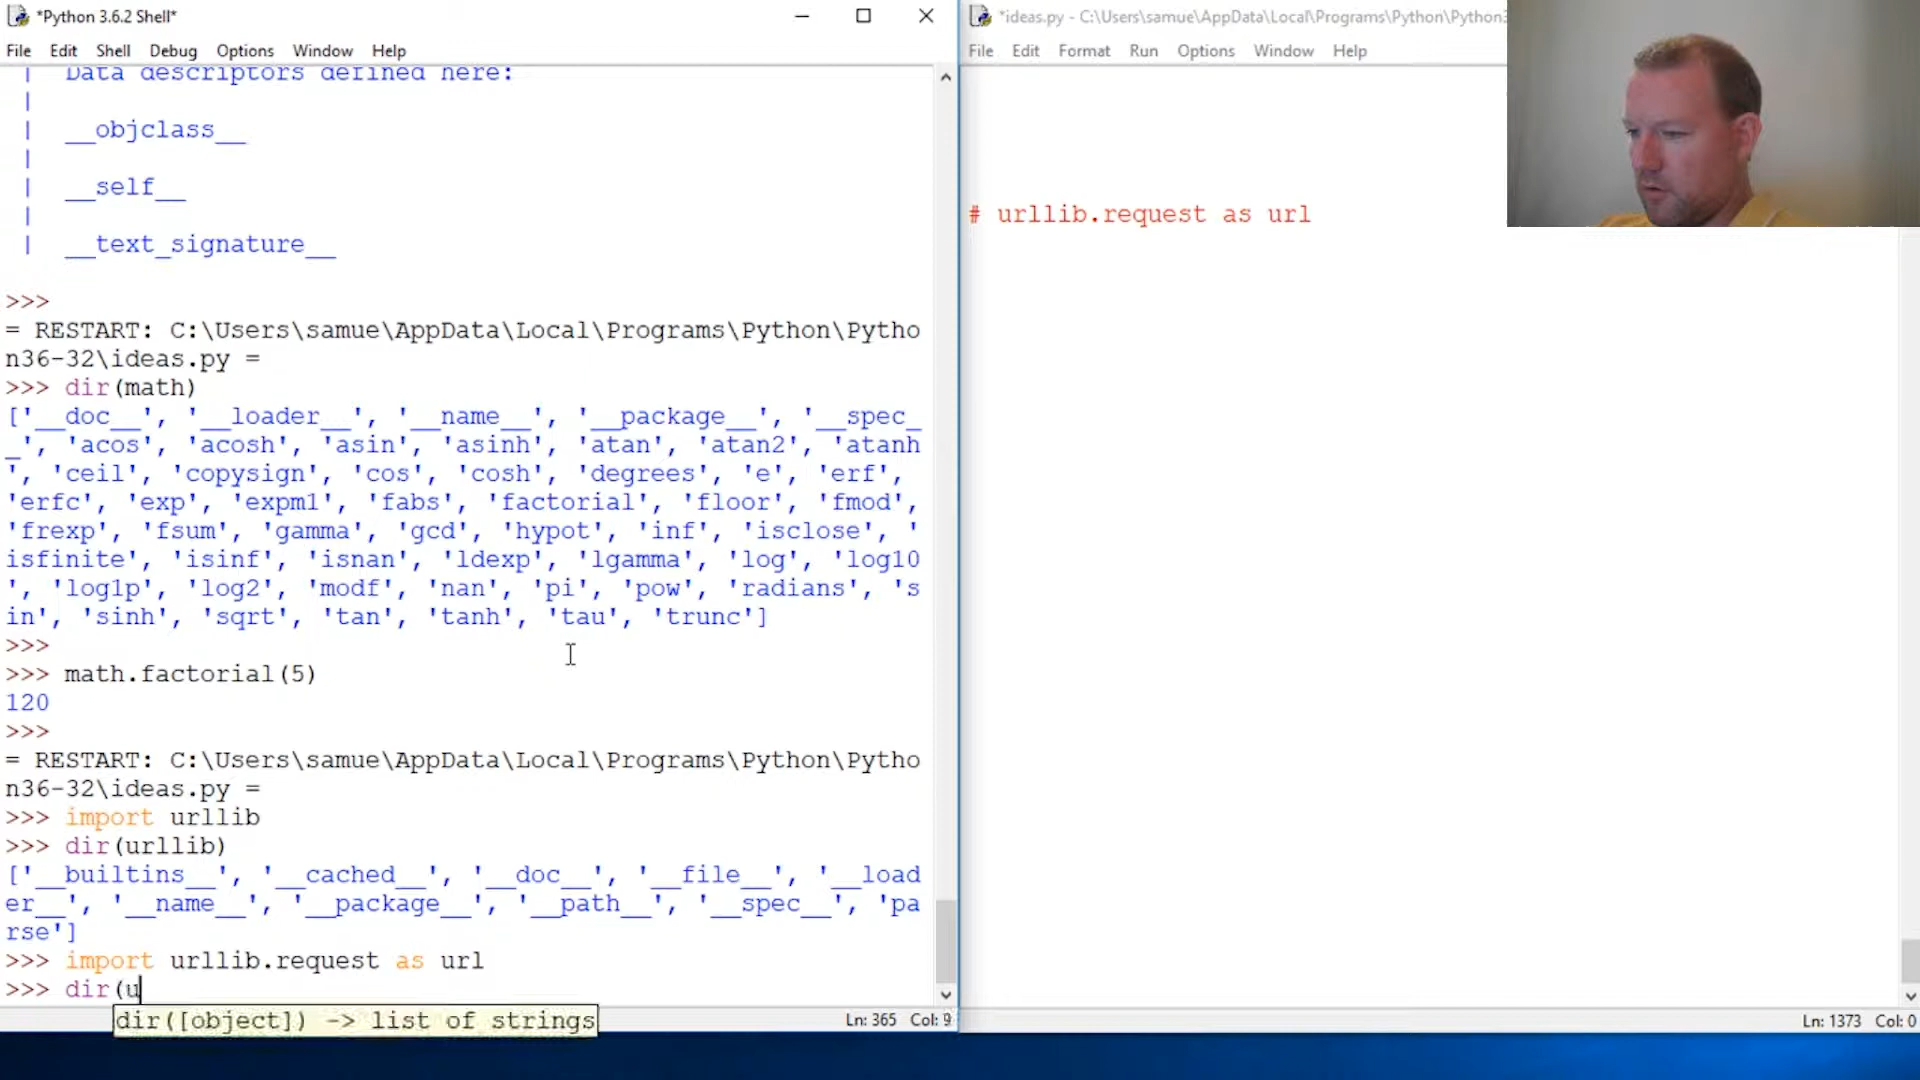 *Python 3.6.2 Shell*
File Edit Shell Debug Options Window Help
| Data descriptors defined here:
|
| __objclass__
|
| __self__
|
| __text_signature__
>>>
= RESTART: C:\Users\samue\AppData\Local\Programs\Python\Pytho
n36-32\ideas.py =
>>> dir(math)
['__doc__', '__loader__', '__name__', '__package__', '__spec_
_', 'acos', 'acosh', 'asin', 'asinh', 'atan', 'atan2', 'atanh
', 'ceil', 'copysign', 'cos', 'cosh', 'degrees', 'e', 'erf',
'erfc', 'exp', 'expm1', 'fabs', 'factorial', 'floor', 'fmod',
'frexp', 'fsum', 'gamma', 'gcd', 'hypot', 'inf', 'isclose', '
isfinite', 'isinf', 'isnan', 'ldexp', 'lgamma', 'log', 'log10
', 'log1p', 'log2', 'modf', 'nan', 'pi', 'pow', 'radians', 's
in', 'sinh', 'sqrt', 'tan', 'tanh', 'tau', 'trunc']
>>>
>>> math.factorial(5)
120
>>>
= RESTART: C:\Users\samue\AppData\Local\Programs\Python\Pytho
n36-32\ideas.py =
>>> import urllib
>>> dir(urllib)
['__builtins__', '__cached__', '__doc__', '__file__', '__load
er__', '__name__', '__package__', '__path__', '__spec__', 'pa
rse']
>>> import urllib.request as url
>>> dir(u
dir([object]) -> list of strings
Ln: 365 Col: 9
*ideas.py - C:\Users\samue\AppData\Local\Programs\Python\Python3
File Edit Format Run Options Window Help
# urllib.request as url
Ln: 1373 Col: 0